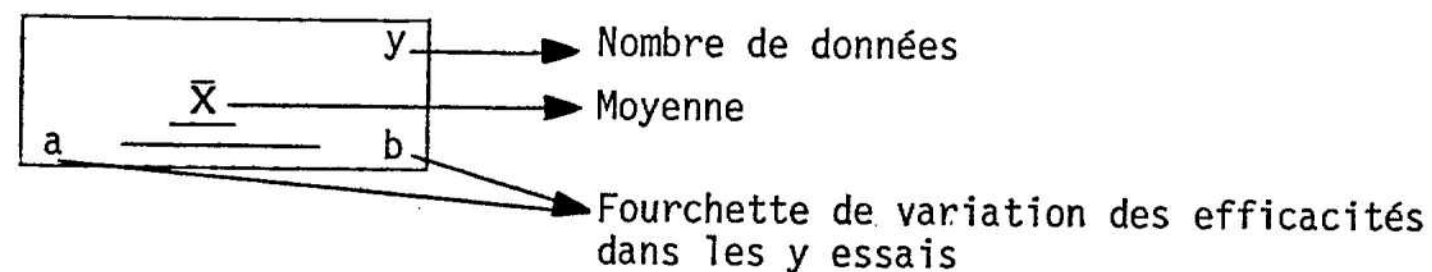 y Nombre de données
x̄ Moyenne
a b
Fourchette de variation des efficacités
dans les y essais